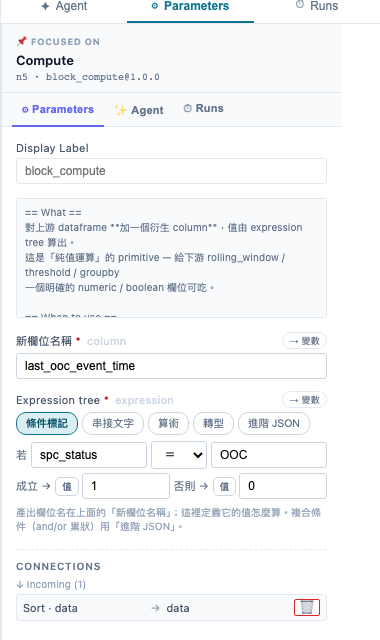 ✦ Agent
⚙ Parameters
⏱ Runs
📌 FOCUSED ON
Compute
n5 · block_compute@1.0.0
⚙ Parameters
✨ Agent
⏱ Runs
Display Label
block_compute
== What ==
對上游 dataframe **加一個衍生 column**，值由 expression
tree 算出。
這是「純值運算」的 primitive — 給下游 rolling_window /
threshold / groupby
一個明確的 numeric / boolean 欄位可吃。
== When to use ==
新欄位名稱 * column → 變數
last_ooc_event_time
Expression tree * expression → 變數
條件標記 串接文字 算術 轉型 進階 JSON
若 spc_status = OOC
成立 → 值 1 否則 → 值 0
產出欄名在上面的「新欄位名稱」；這裡定義它的值怎麼算。複合條
件（and/or 巢狀）用「進階 JSON」。
CONNECTIONS
↓ Incoming (1)
Sort · data → data